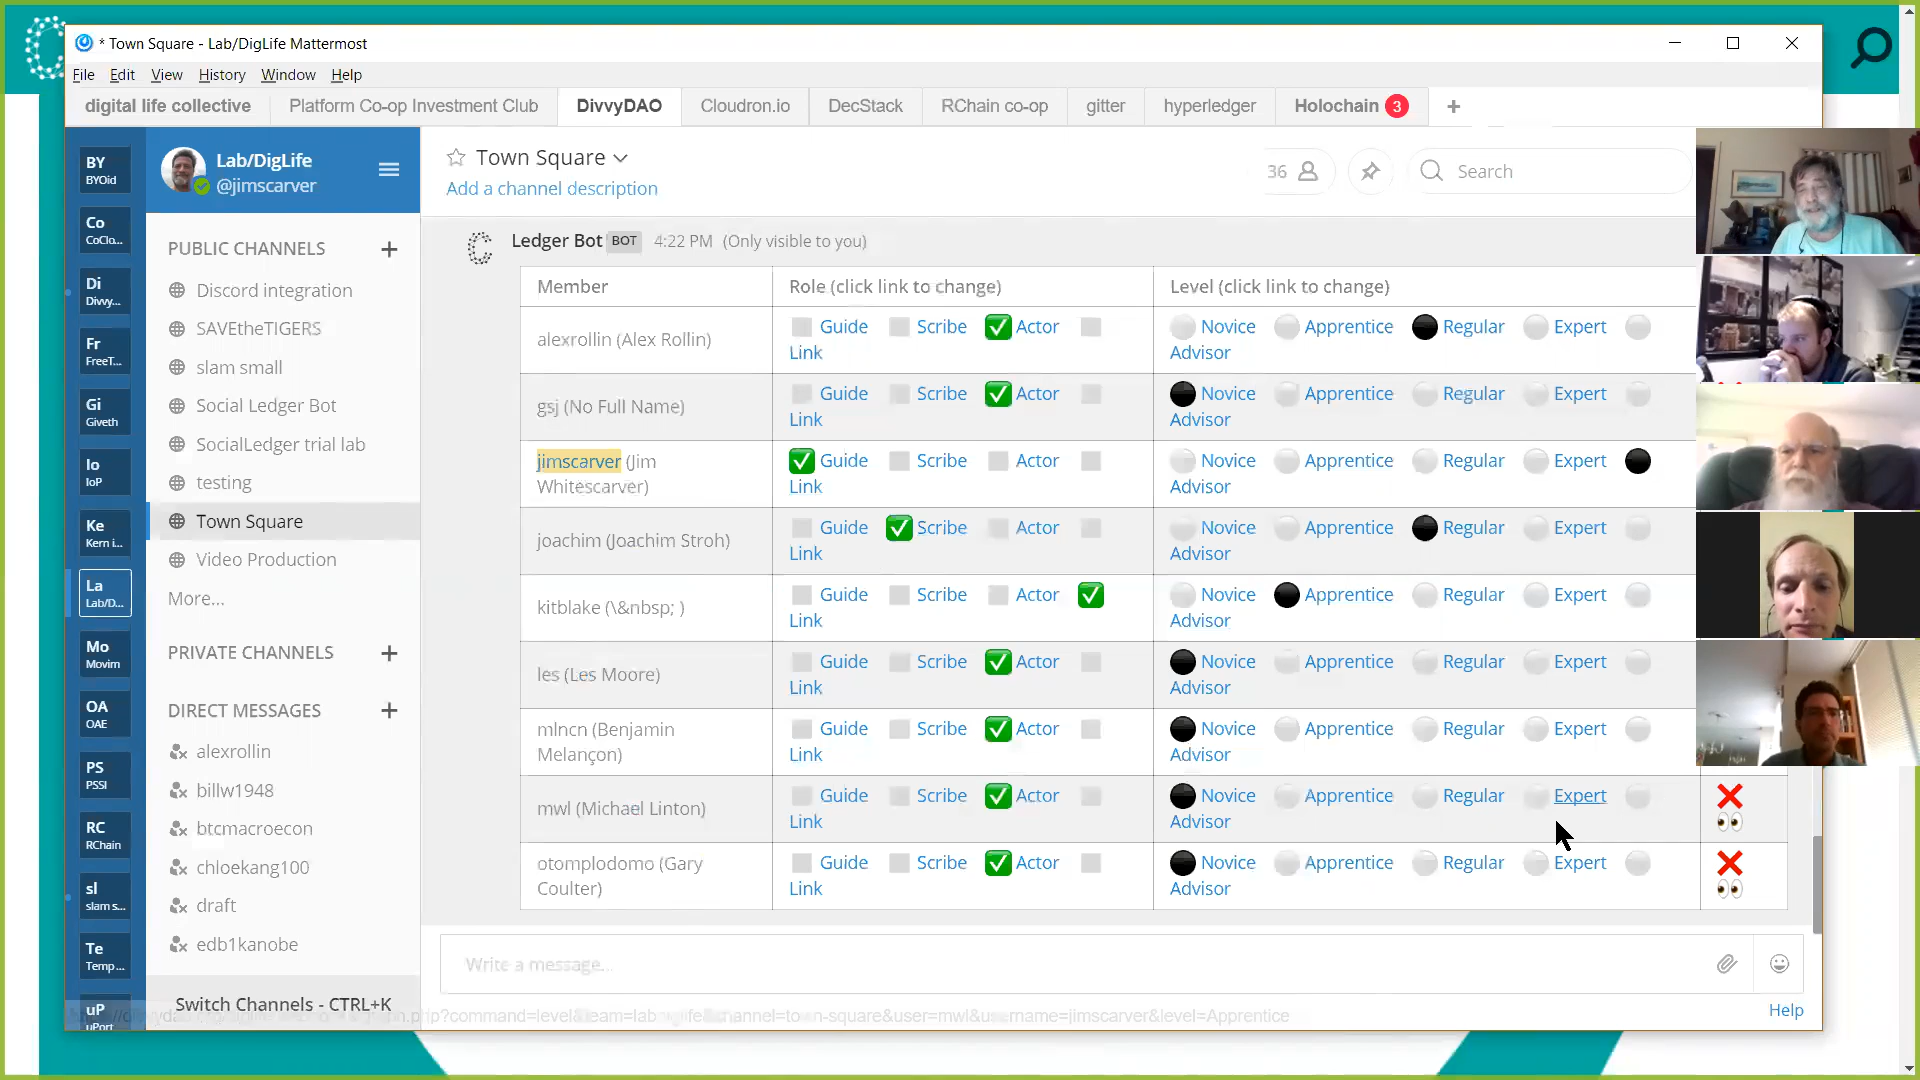 * Town Square - Lab/DigLife Mattermost
File Edit View History Window Help
digital life collective Platform Co-op Investment Club DivvyDAO Cloudron.io DecStack RChain co-op gitter hyperledger Holochain 3 +
BY
BYOid
Co
CoClo...
Di
Divvy...
Fr
FreeT...
Gi
Giveth
Io
IoP
Ke
Kern i...
La
Lab/D...
Mo
Movim
OA
OAE
PS
PSSI
RC
RChain
sl
slam s...
Te
Temp ...
uP
uPort
Lab/DigLife
@jimscarver
PUBLIC CHANNELS +
Discord integration
SAVEtheTIGERS
slam small
Social Ledger Bot
SocialLedger trial lab
testing
Town Square
Video Production
More...
PRIVATE CHANNELS +
DIRECT MESSAGES +
alexrollin
billw1948
btcmacroecon
chloekang100
draft
edb1kanobe
Switch Channels - CTRL+K
Town Square
Add a channel description
36
Search
Ledger Bot BOT 4:22 PM (Only visible to you)
Member Role (click link to change) Level (click link to change)
alexrollin (Alex Rollin) Guide Scribe Actor Link Novice Apprentice Regular Expert Advisor
gsj (No Full Name) Guide Scribe Actor Link Novice Apprentice Regular Expert Advisor
jimscarver (Jim Whitescarver) Guide Scribe Actor Link Novice Apprentice Regular Expert Advisor
joachim (Joachim Stroh) Guide Scribe Actor Link Novice Apprentice Regular Expert Advisor
kitblake (\&nbsp; ) Guide Scribe Actor Link Novice Apprentice Regular Expert Advisor
les (Les Moore) Guide Scribe Actor Link Novice Apprentice Regular Expert Advisor
mlncn (Benjamin Melançon) Guide Scribe Actor Link Novice Apprentice Regular Expert Advisor
mwl (Michael Linton) Guide Scribe Actor Link Novice Apprentice Regular Expert Advisor
otomplodomo (Gary Coulter) Guide Scribe Actor Link Novice Apprentice Regular Expert Advisor
Write a message...
Help